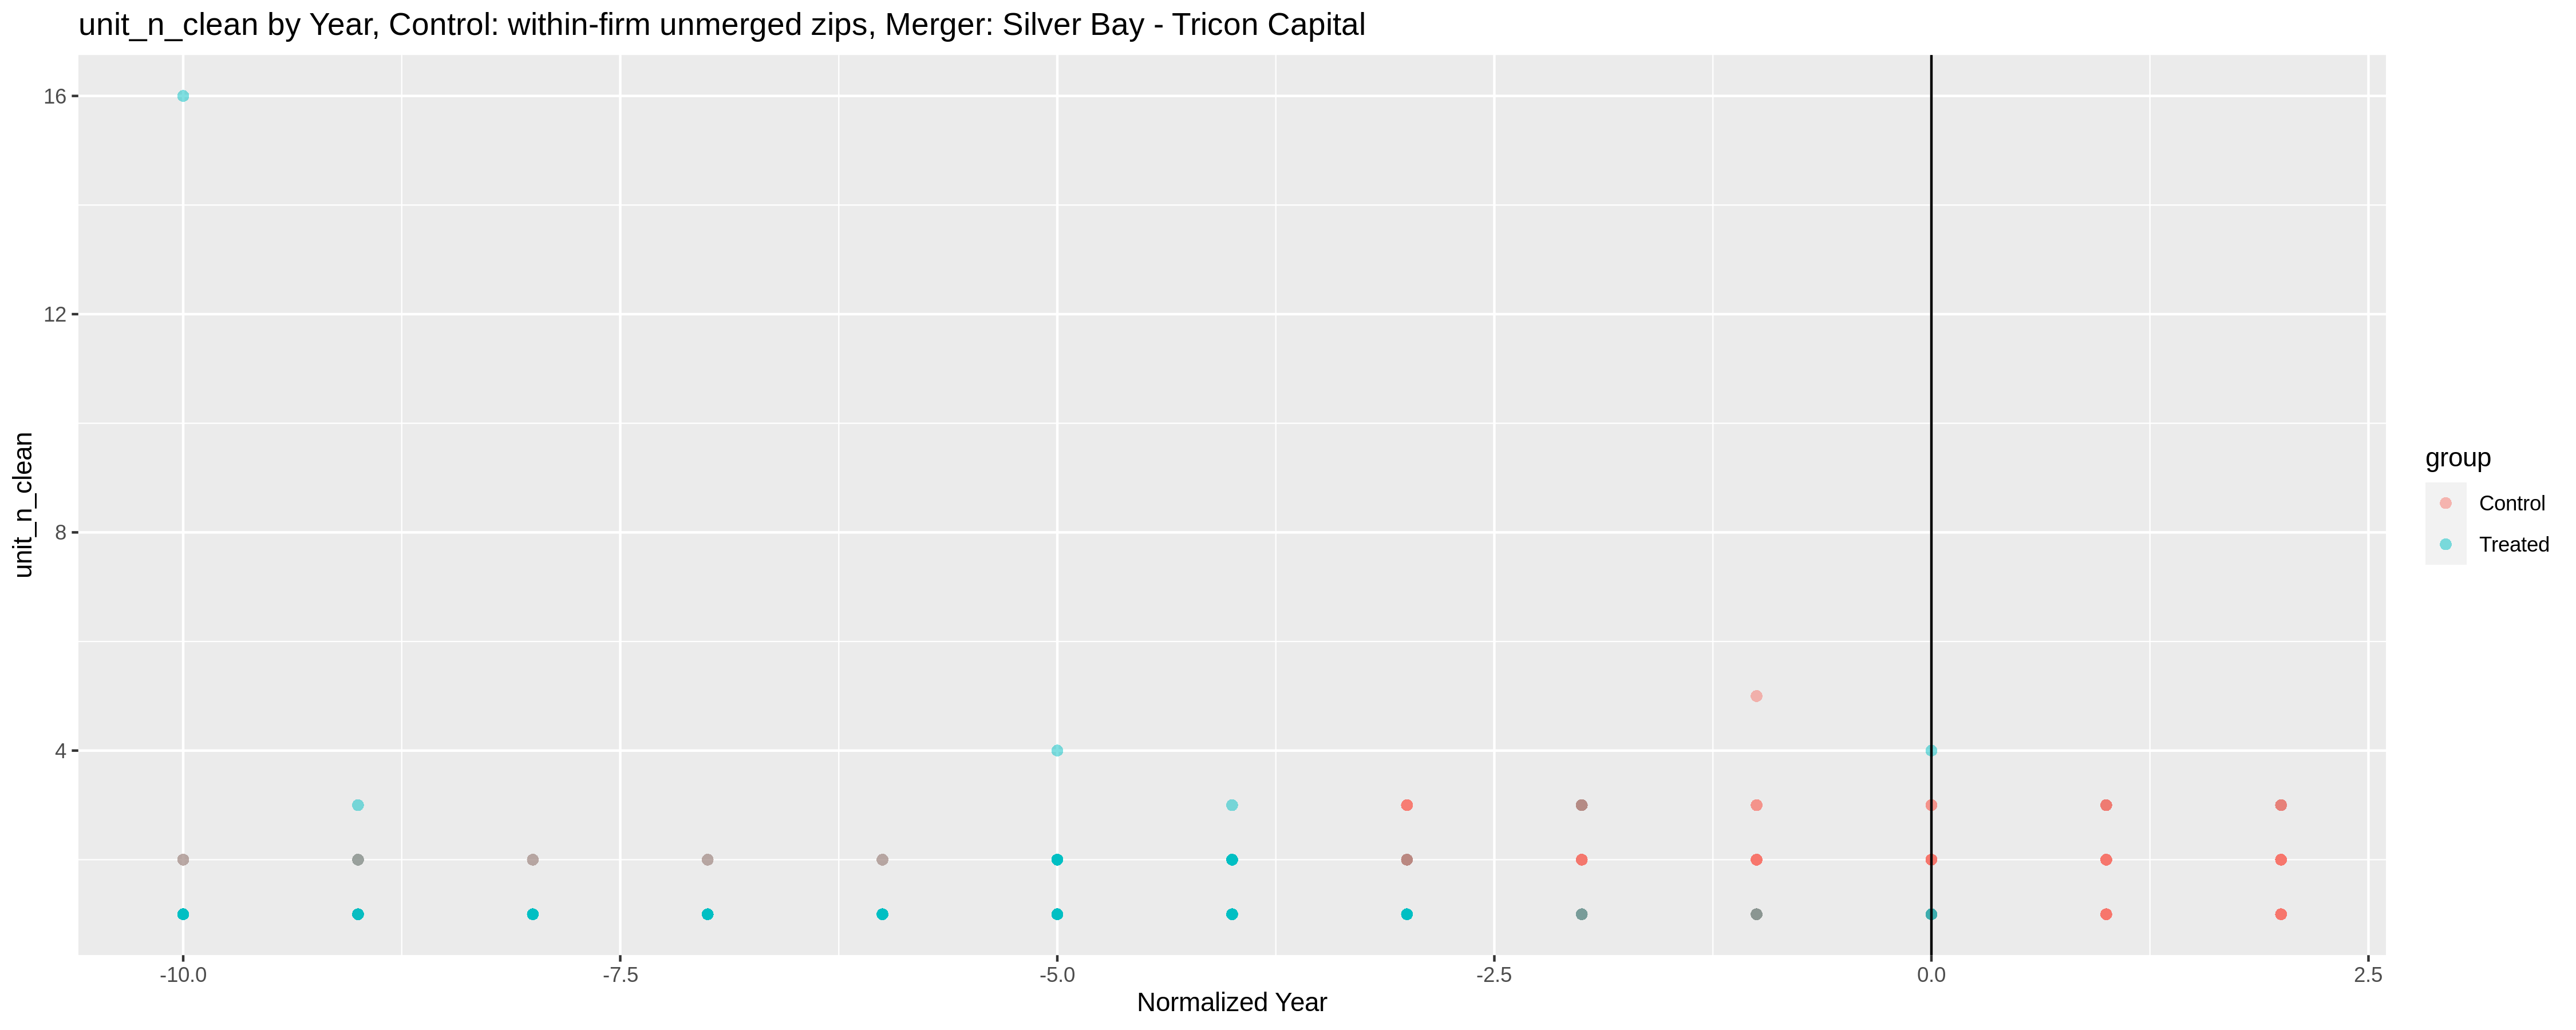 unit_n_clean by Year, Control: within-firm unmerged zips, Merger: Silver Bay - Tricon Capital
16
12
8
4
unit_n_clean
-10.0
-7.5
-5.0
-2.5
0.0
2.5
Normalized Year
group
Control
Treated